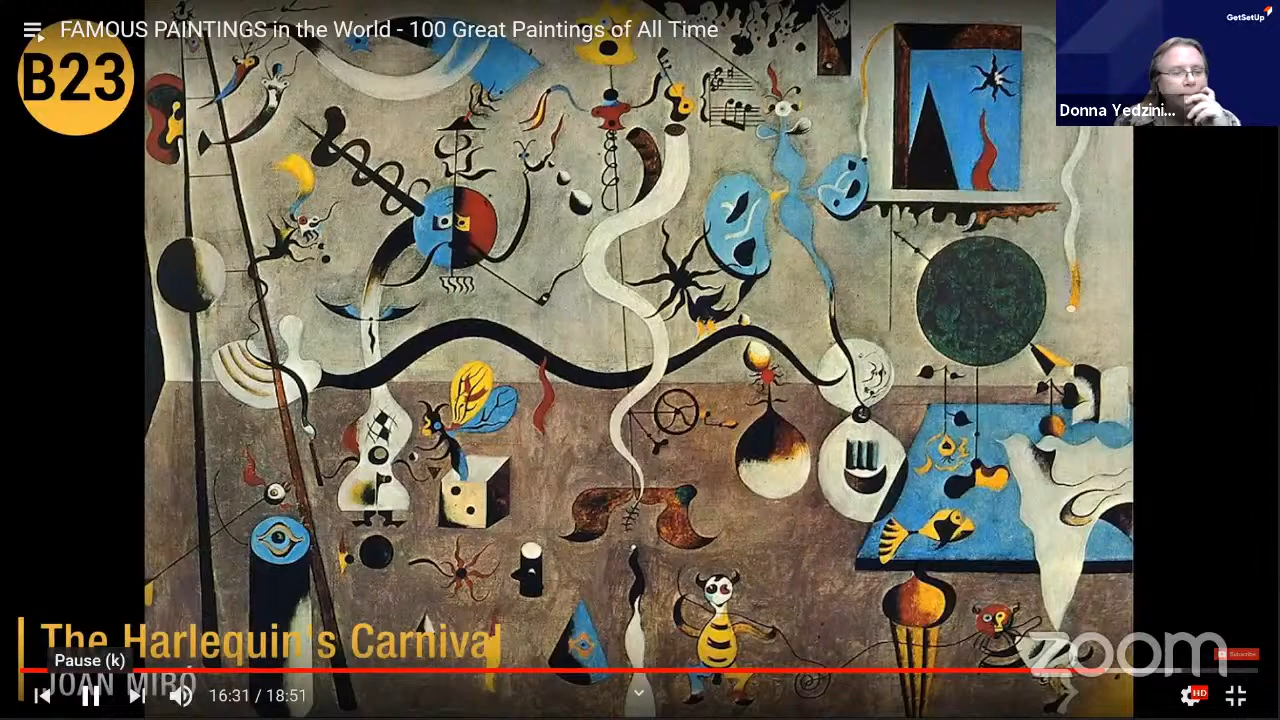 FAMOUS PAINTINGS in the World - 100 Great Paintings of All Time
GetSetUp
B23
Donna Yedzini...
The Harlequin's Carnival
Pause (k)
JOAN MIRÓ
zoom
Subscribe
16:31 / 18:51
HD